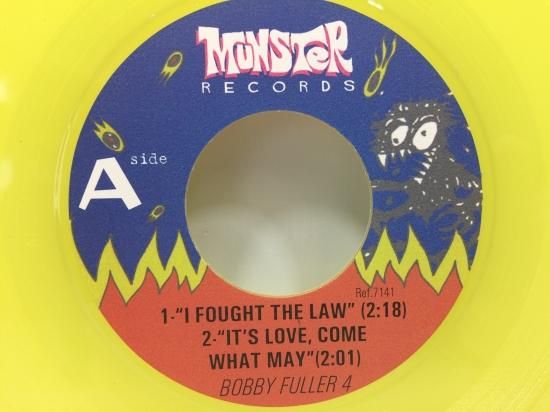 MUNSTER
RECORDS
A side
Ref.7141
1-“I FOUGHT THE LAW” (2:18)
2-“IT'S LOVE, COME
WHAT MAY”(2:01)
BOBBY FULLER 4